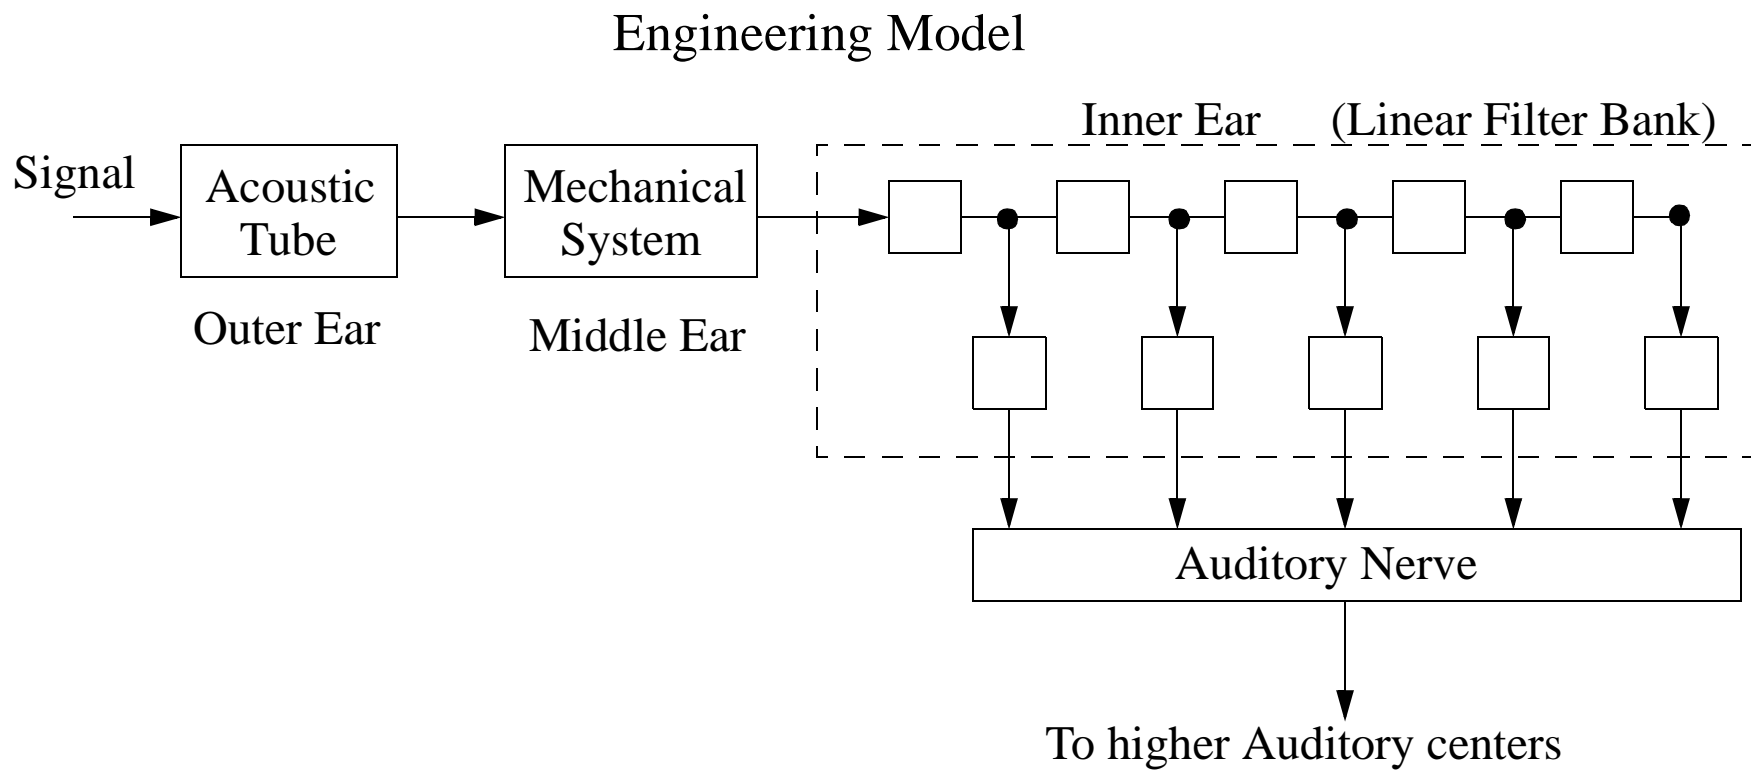 Engineering Model
Inner Ear (Linear Filter Bank)
Signal
Acoustic
Tube
Mechanical
System
Outer Ear
Middle Ear
Auditory Nerve
To higher Auditory centers